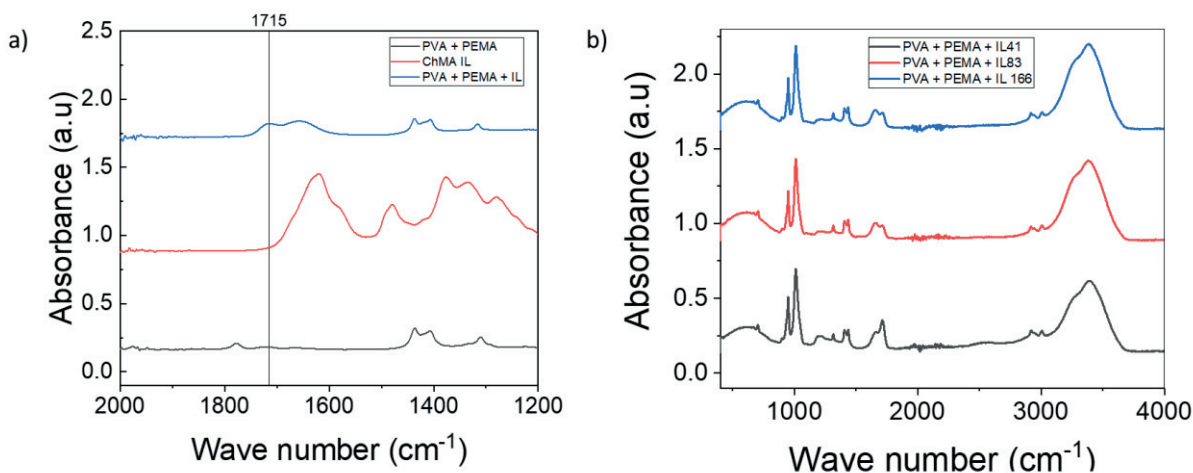 a)
1715
2.5
2.0
1.5
1.0
0.5
0.0
Absorbance (a.u)
PVA + PEMA
ChMA IL
PVA + PEMA + IL
2000
1800
1600
1400
1200
Wave number (cm-1)
b)
2.0
1.5
1.0
0.5
0.0
Absorbance (a.u)
PVA + PEMA + IL41
PVA + PEMA + IL83
PVA + PEMA + IL 166
1000
2000
3000
4000
Wave number (cm-1)